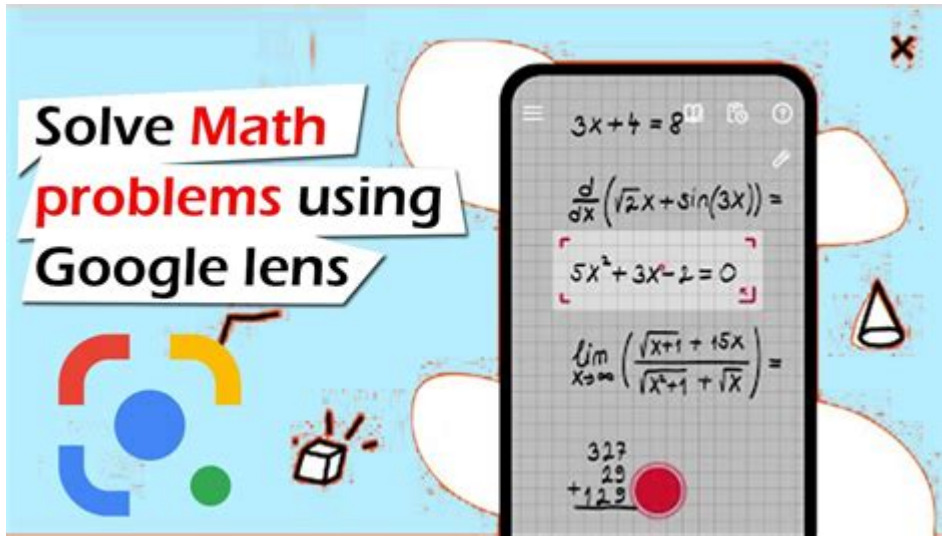 Solve Math
problems using
Google lens
3x+4=8
d/dx(√2x+sin(3x))=
5x²+3x-2=0
lim x→∞ (√x+1 + 15x / √x²+1 + √x) =
327
29
+129